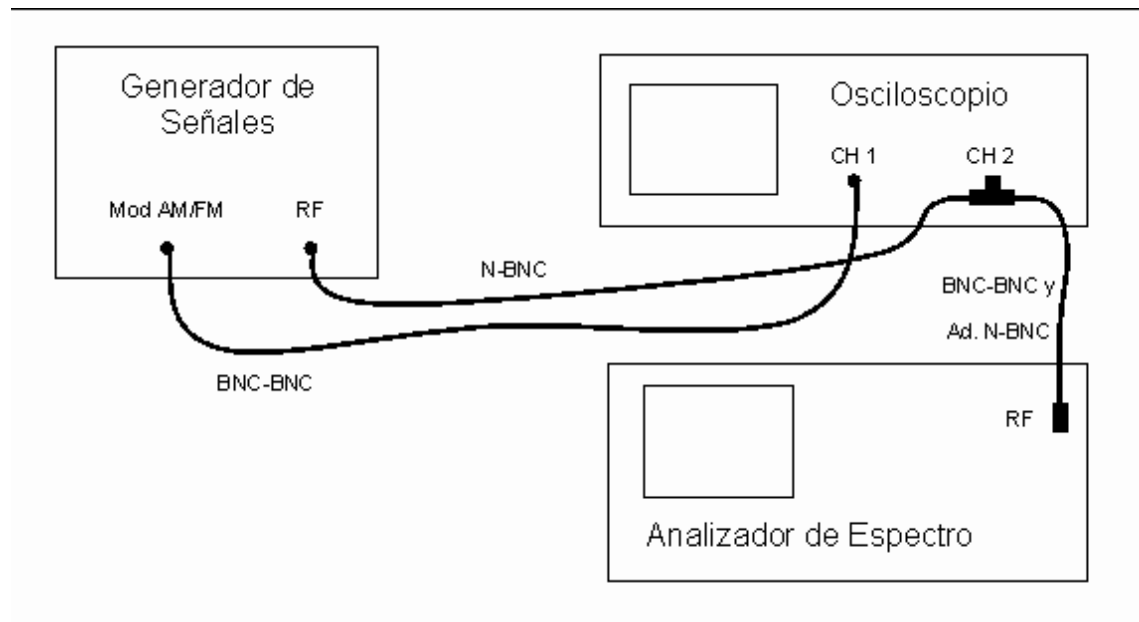 Generador de
Señales
Mod AM/FM
RF
Osciloscopio
CH 1
CH 2
N-BNC
BNC-BNC
BNC-BNC y
Ad. N-BNC
RF
Analizador de Espectro